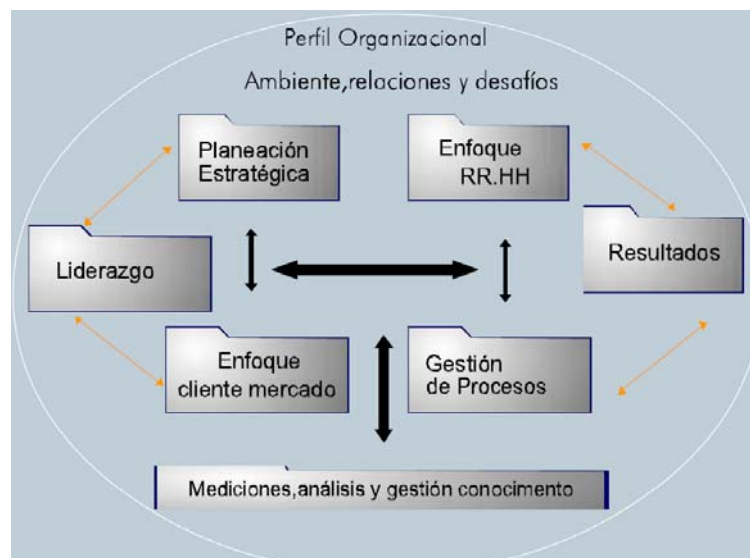 Perfil Organizacional
Ambiente,relaciones y desafíos
Planeación
Estratégica
Enfoque
RR.HH
Liderazgo
Resultados
Enfoque
cliente mercado
Gestión
de Procesos
Mediciones,análisis y gestión conocimento